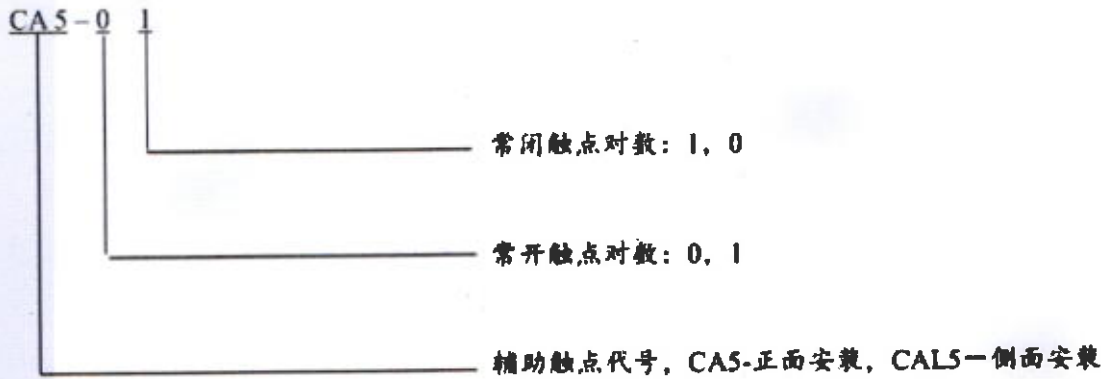 CA5-0 1
常闭触点对数：1，0
常开触点对数：0，1
辅助触点代号，CA5-正面安装，CAL5一侧面安装